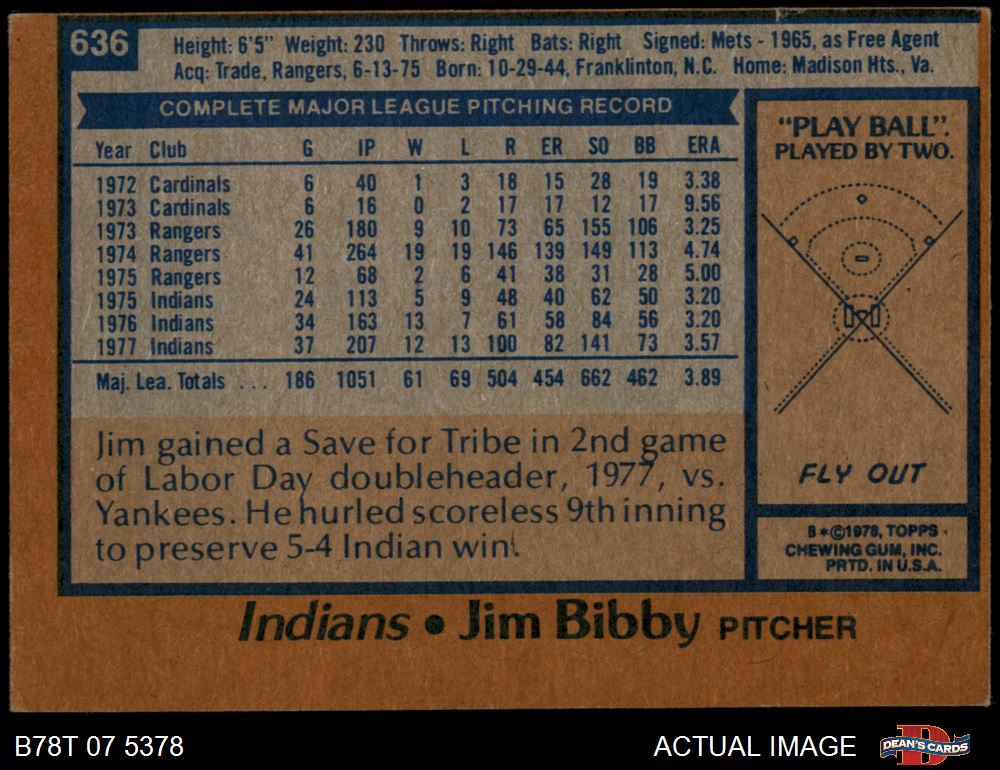 636
Height: 6'5" Weight: 230 Throws: Right Bats: Right Signed: Mets - 1965, as Free Agent
Acq: Trade, Rangers, 6-13-75 Born: 10-29-44, Franklinton, N.C. Home: Madison Hts., Va.
COMPLETE MAJOR LEAGUE PITCHING RECORD
Year Club G IP W L R ER SO BB ERA
1972 Cardinals 6 40 1 3 18 15 28 19 3.38
1973 Cardinals 6 16 0 2 17 17 12 17 9.56
1973 Rangers 26 180 9 10 73 65 155 106 3.25
1974 Rangers 41 264 19 19 146 139 149 113 4.74
1975 Rangers 12 68 2 6 41 38 31 28 5.00
1975 Indians 24 113 5 9 48 40 62 50 3.20
1976 Indians 34 163 13 7 61 58 84 56 3.20
1977 Indians 37 207 12 13 100 82 141 73 3.57
Maj. Lea. Totals ... 186 1051 61 69 504 454 662 462 3.89
Jim gained a Save for Tribe in 2nd game
of Labor Day doubleheader, 1977, vs.
Yankees. He hurled scoreless 9th inning
to preserve 5-4 Indian win.
"PLAY BALL".
PLAYED BY TWO.
FLY OUT
B*©1978, TOPPS
CHEWING GUM, INC.
PRTD. IN U.S.A.
Indians • Jim Bibby PITCHER
B78T 07 5378
ACTUAL IMAGE
D
DEAN'S CARDS